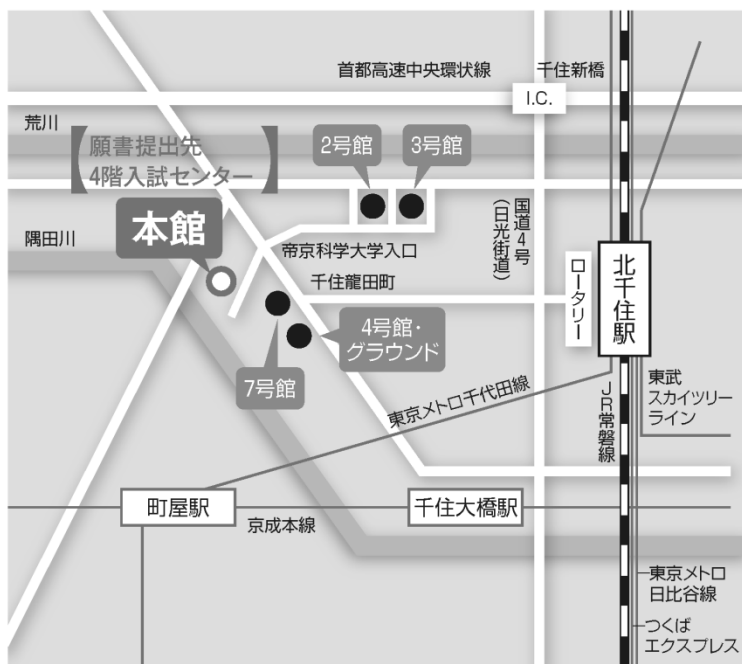 首都高速中央環状線
千住新橋
I.C.
荒川
願書提出先
4階入試センター
2号館
3号館
本館
隅田川
帝京科学大学入口
国道4号
(日光街道)
千住龍田町
ロータリー
北千住駅
4号館・
グラウンド
7号館
東京メトロ千代田線
JR常磐線
東武
スカイツリー
ライン
町屋駅
京成本線
千住大橋駅
東京メトロ
日比谷線
つくば
エクスプレス